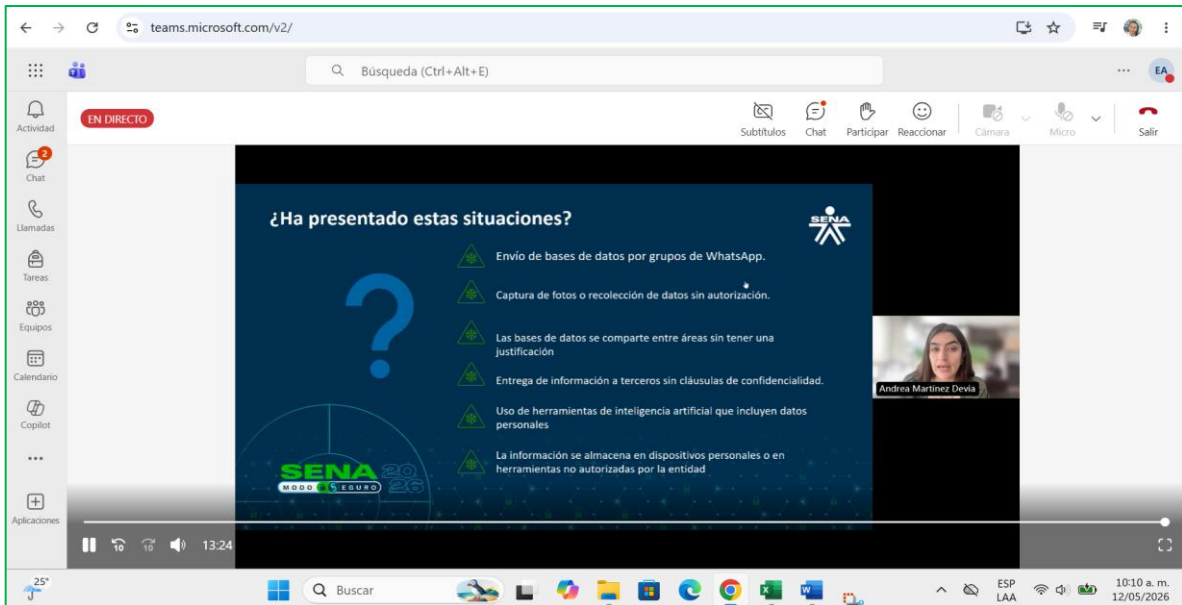 teams.microsoft.com/v2/
Búsqueda (Ctrl+Alt+E)
EA
Actividad
EN DIRECTO
Subtítulos
Chat
Participar
Reaccionar
Cámara
Micro
Salir
2
Chat
Llamadas
Tareas
Equipos
Calendario
Copilot
Aplicaciones
¿Ha presentado estas situaciones?
SENA
?
Envío de bases de datos por grupos de WhatsApp.
Captura de fotos o recolección de datos sin autorización.
Las bases de datos se comparte entre áreas sin tener una
justificación
Entrega de información a terceros sin cláusulas de confidencialidad.
Uso de herramientas de inteligencia artificial que incluyen datos
personales
La información se almacena en dispositivos personales o en
herramientas no autorizadas por la entidad
SENA 2026
MODO SEGURO
Andrea Martínez Devia
10
10
13:24
25°
Buscar
ESP
LAA
10:10 a. m.
12/05/2026